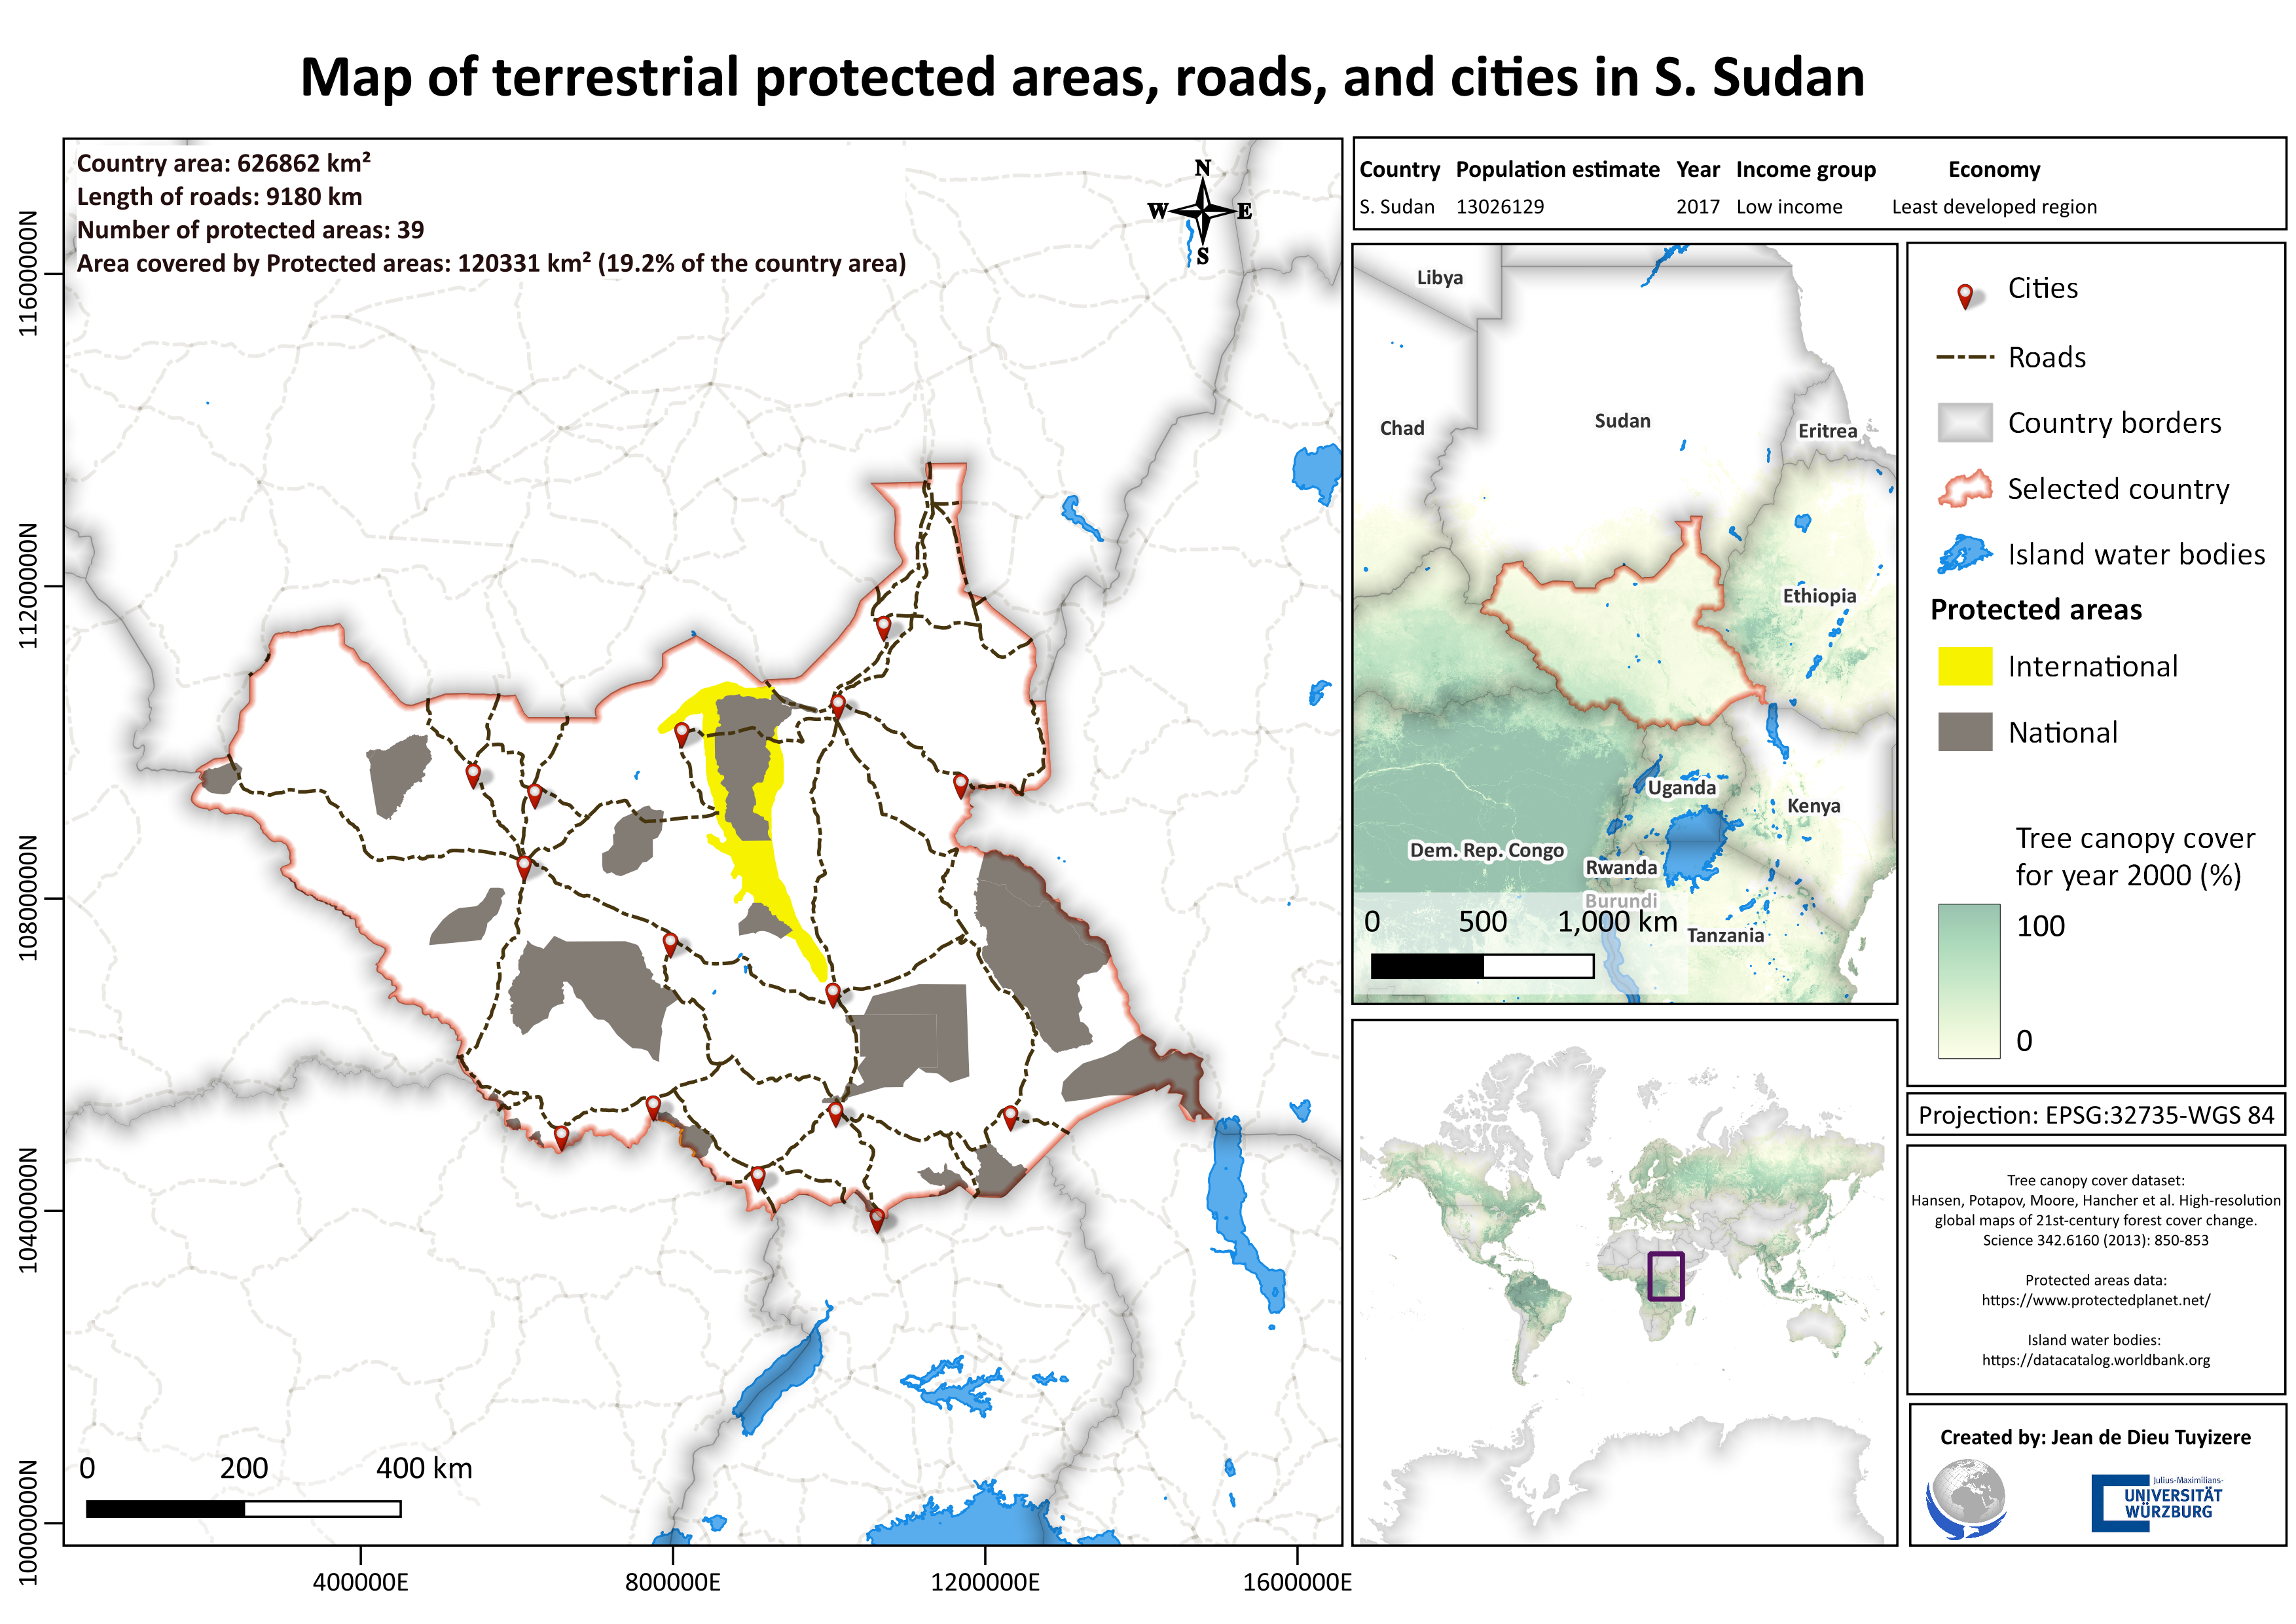 Map of terrestrial protected areas, roads, and cities in S. Sudan
Country area: 626862 km²
Length of roads: 9180 km
Number of protected areas: 39
Area covered by Protected areas: 120331 km² (19.2% of the country area)
N
W E
S
11600000N
11200000N
10800000N
10400000N
10000000N
400000E 800000E 1200000E 1600000E
0 200 400 km
Country Population estimate Year Income group Economy
S. Sudan 13026129 2017 Low income Least developed region
Libya
Chad
Sudan
Eritrea
Ethiopia
Uganda
Kenya
Dem. Rep. Congo
Rwanda
Burundi
Tanzania
0 500 1,000 km
Cities
Roads
Country borders
Selected country
Island water bodies
Protected areas
International
National
Tree canopy cover
for year 2000 (%)
100
0
Projection: EPSG:32735-WGS 84
Tree canopy cover dataset:
Hansen, Potapov, Moore, Hancher et al. High-resolution
global maps of 21st-century forest cover change.
Science 342.6160 (2013): 850-853
Protected areas data:
https://www.protectedplanet.net/
Island water bodies:
https://datacatalog.worldbank.org
Created by: Jean de Dieu Tuyizere
Julius-Maximilians-
UNIVERSITÄT
WÜRZBURG